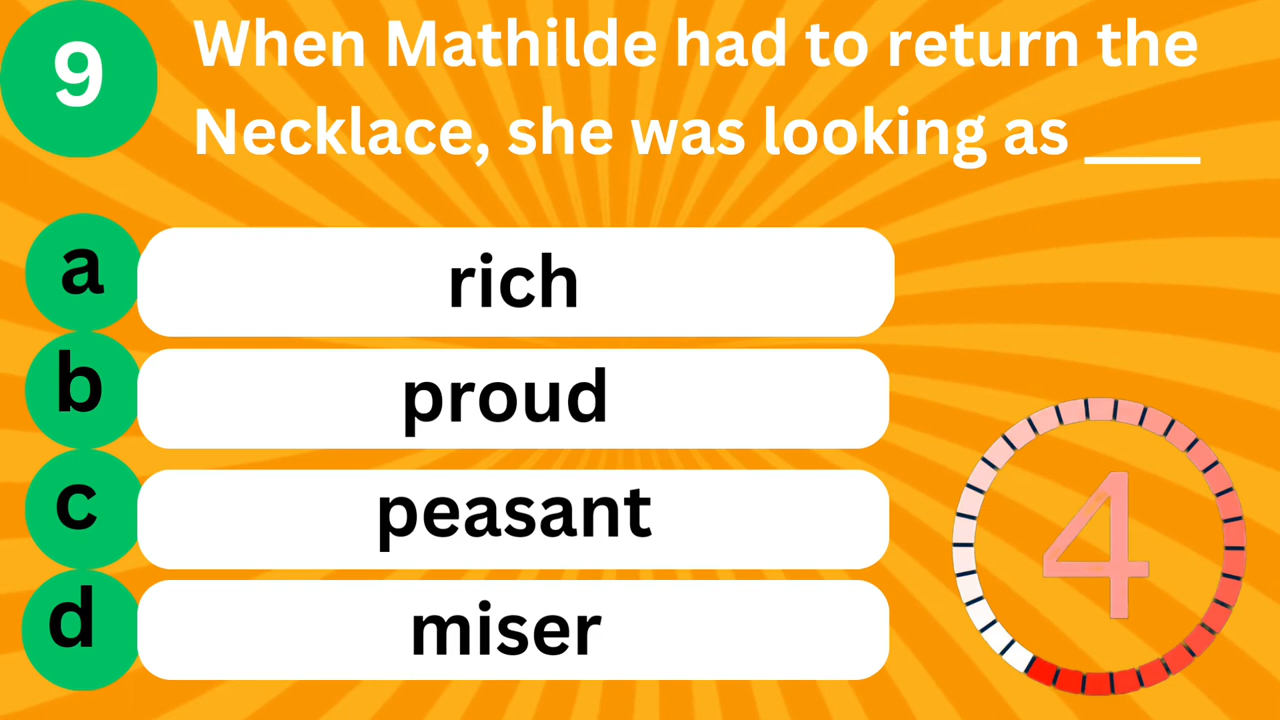 9
When Mathilde had to return the
Necklace, she was looking as ____
a
rich
b
proud
c
peasant
d
miser
4